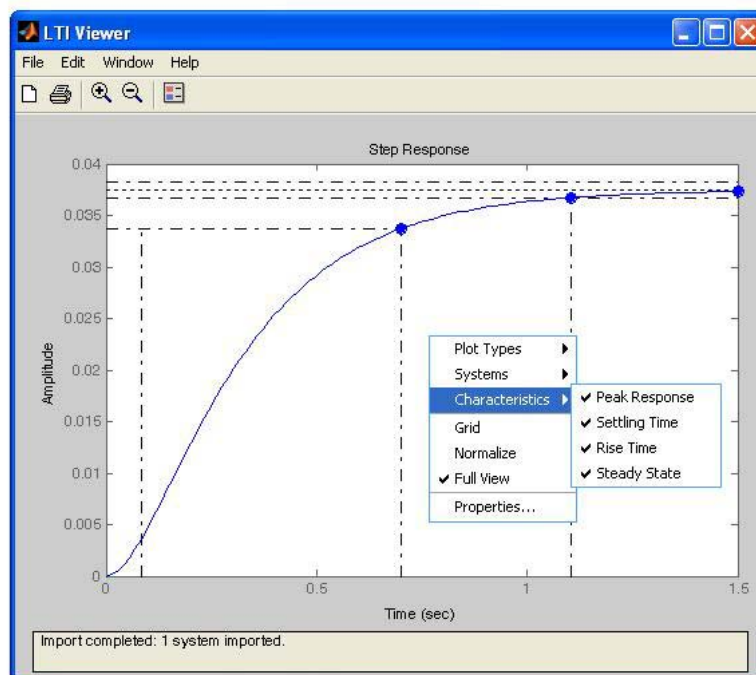 LTI Viewer
File Edit Window Help
Step Response
0.04
0.035
0.03
0.025
0.02
0.015
0.01
0.005
0
Amplitude
0 0.5 1 1.5
Time (sec)
Plot Types
Systems
Characteristics
Grid
Normalize
Full View
Properties...
Peak Response
Settling Time
Rise Time
Steady State
Import completed: 1 system imported.